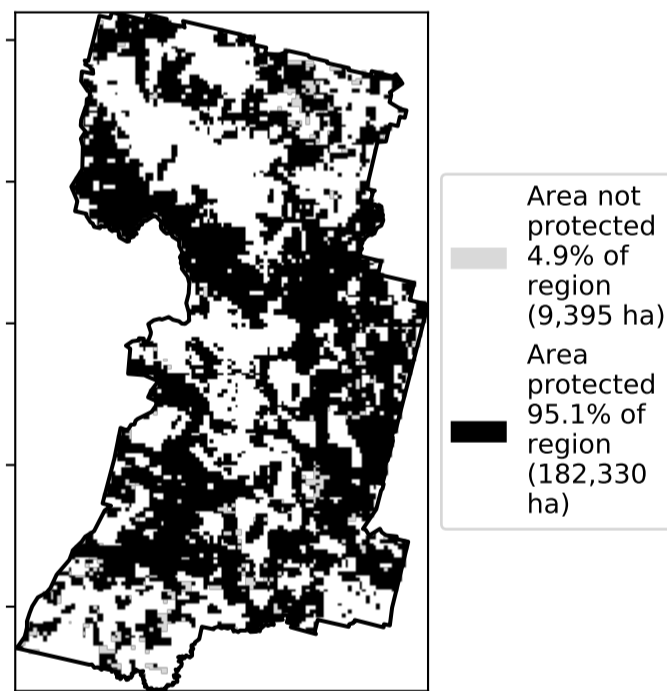 Area not
protected
4.9% of
region
(9,395 ha)
Area
protected
95.1% of
region
(182,330
ha)